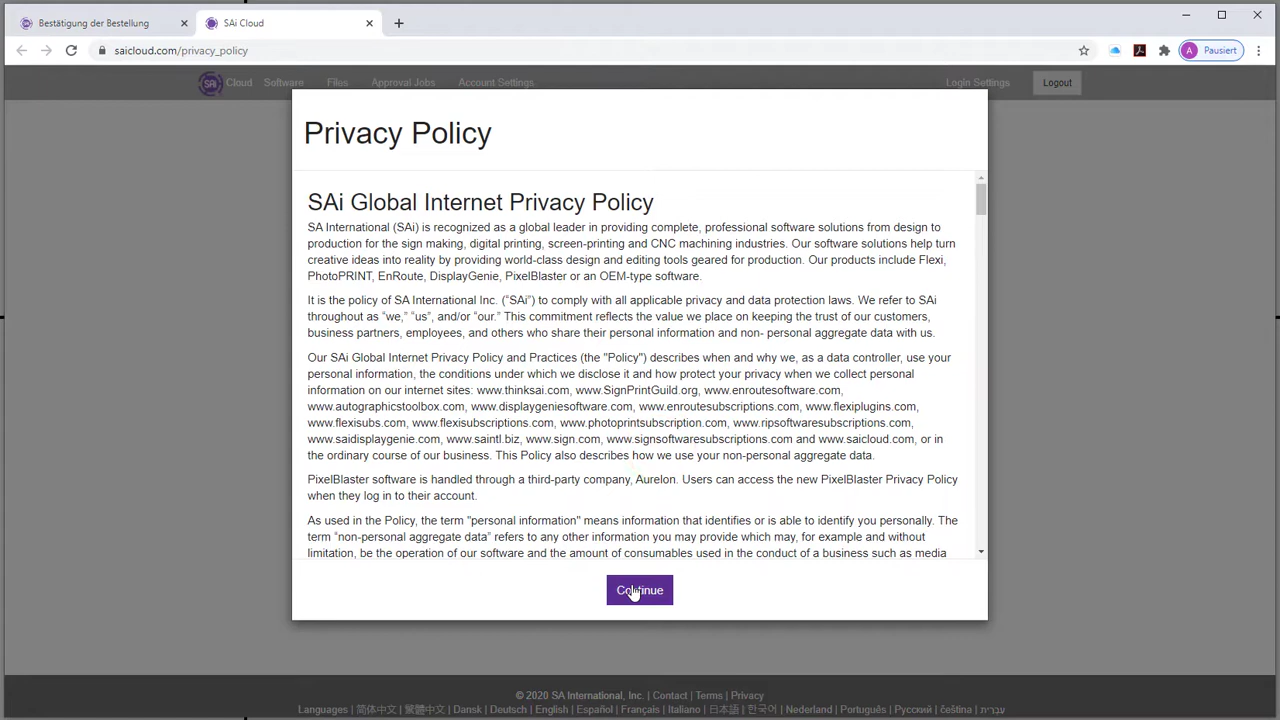 Bestätigung der Bestellung
SAi Cloud
saicloud.com/privacy_policy
A Pausiert
SAi Cloud Software Files Approval Jobs Account Settings Login Settings Logout
Privacy Policy
SAi Global Internet Privacy Policy
SA International (SAi) is recognized as a global leader in providing complete, professional software solutions from design to
production for the sign making, digital printing, screen-printing and CNC machining industries. Our software solutions help turn
creative ideas into reality by providing world-class design and editing tools geared for production. Our products include Flexi,
PhotoPRINT, EnRoute, DisplayGenie, PixelBlaster or an OEM-type software.
It is the policy of SA International Inc. (“SAi”) to comply with all applicable privacy and data protection laws. We refer to SAi
throughout as “we,” “us”, and/or “our.” This commitment reflects the value we place on keeping the trust of our customers,
business partners, employees, and others who share their personal information and non- personal aggregate data with us.
Our SAi Global Internet Privacy Policy and Practices (the "Policy") describes when and why we, as a data controller, use your
personal information, the conditions under which we disclose it and how protect your privacy when we collect personal
information on our internet sites: www.thinksai.com, www.SignPrintGuild.org, www.enroutesoftware.com,
www.autographicstoolbox.com, www.displaygeniesoftware.com, www.enroutesubscriptions.com, www.flexiplugins.com,
www.flexisubs.com, www.flexisubscriptions.com, www.photoprintsubscription.com, www.ripsoftwaresubscriptions.com,
www.saidisplaygenie.com, www.saintl.biz, www.sign.com, www.signsoftwaresubscriptions.com and www.saicloud.com, or in
the ordinary course of our business. This Policy also describes how we use your non-personal aggregate data.
PixelBlaster software is handled through a third-party company, Aurelon. Users can access the new PixelBlaster Privacy Policy
when they log in to their account.
As used in the Policy, the term "personal information" means information that identifies or is able to identify you personally. The
term “non-personal aggregate data” refers to any other information you may provide which may, for example and without
limitation, be the operation of our software and the amount of consumables used in the conduct of a business such as media
Continue
© 2020 SA International, Inc. | Contact | Terms | Privacy
Languages | 简体中文 | 繁體中文 | Dansk | Deutsch | English | Español | Français | Italiano | 日本語 | 한국어 | Nederland | Português | Русский | čeština | עברית